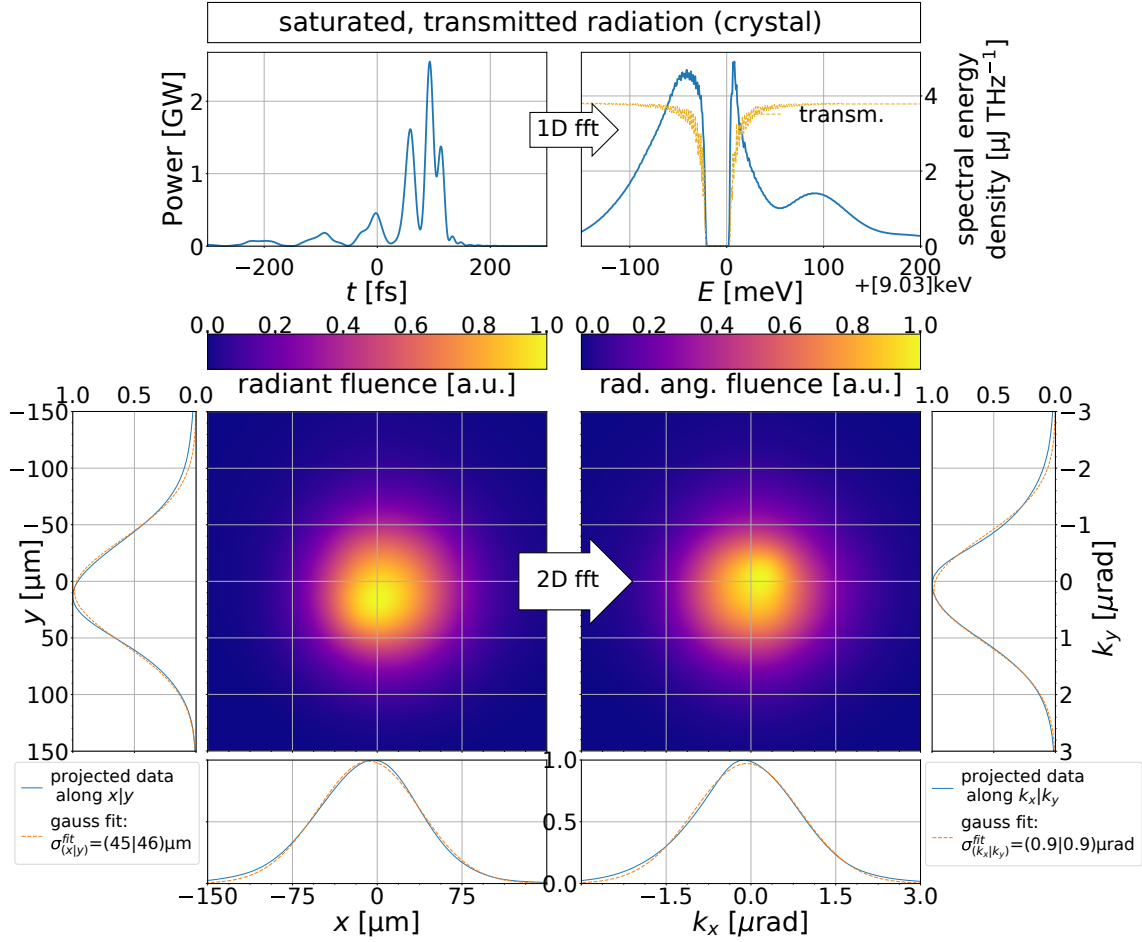 saturated, transmitted radiation (crystal)
Power [GW]
2
1
0
−200
0
200
t [fs]
1D fft
transm.
4
2
0
spectral energy
density [µJ THz⁻¹]
−100
0
100
200
E [meV]
+[9.03]keV
0.0 0.2 0.4 0.6 0.8 1.0
radiant fluence [a.u.]
0.0 0.2 0.4 0.6 0.8 1.0
rad. ang. fluence [a.u.]
1.0 0.5 0.0
−150
−100
−50
0
50
100
150
y [µm]
2D fft
1.0 0.5 0.0
−3
−2
−1
0
1
2
3
k_y [µrad]
projected data
along x|y
gauss fit:
σ^{fit}_{(x|y)}=(45|46)µm
−150 −75 0 75
x [µm]
1.0
0.5
0.0
−1.5 0.0 1.5 3.0
k_x [µrad]
projected data
along k_x|k_y
gauss fit:
σ^{fit}_{(k_x|k_y)}=(0.9|0.9)µrad